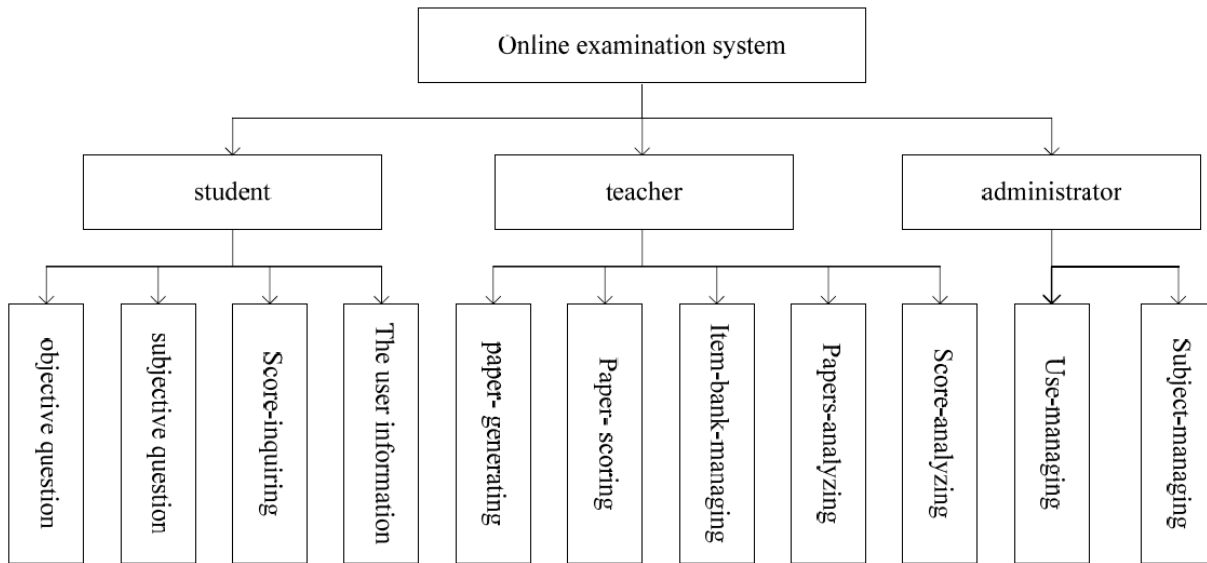 Online examination system
student
teacher
administrator
objective question
subjective question
Score-inquiring
The user information
paper- generating
Paper- scoring
Item-bank-managing
Papers-analyzing
Score-analyzing
Use-managing
Subject-managing